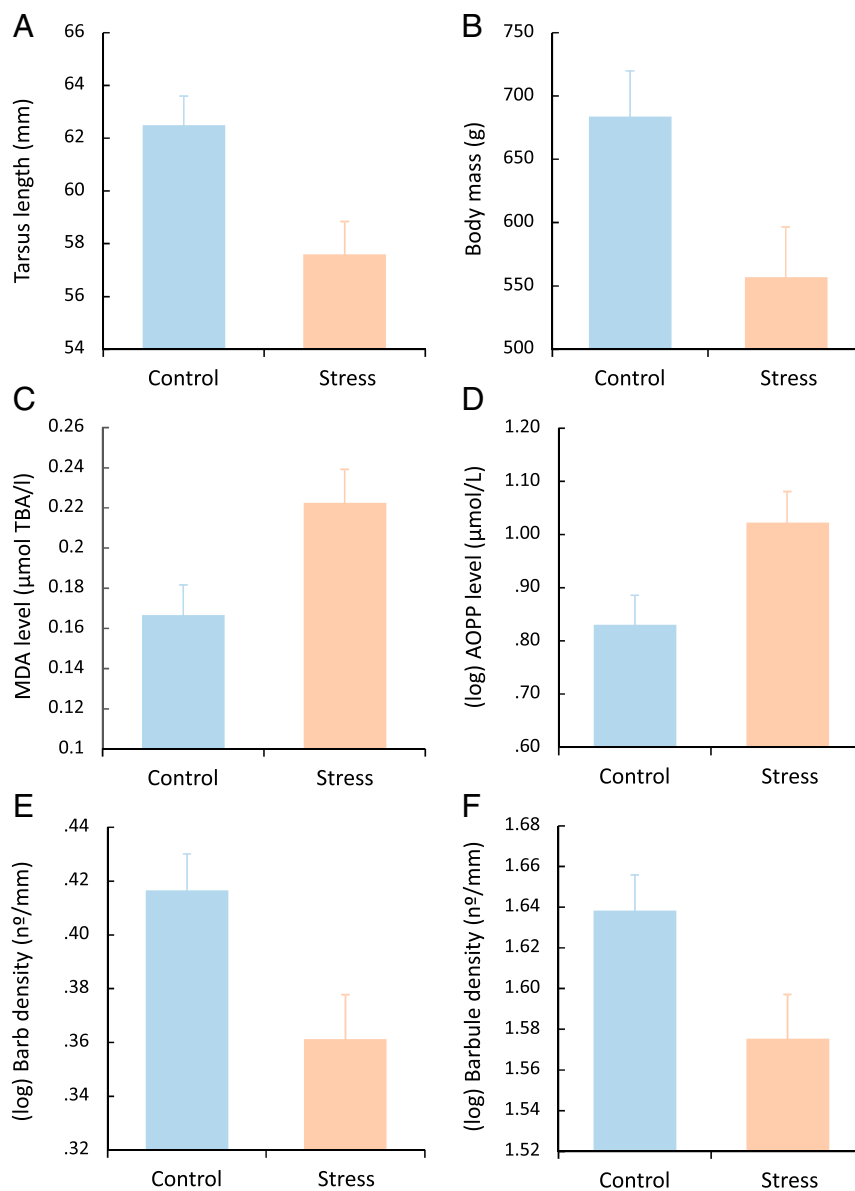 A
Tarsus length (mm)
66
64
62
60
58
56
54
Control Stress
B
Body mass (g)
750
700
650
600
550
500
Control Stress
C
MDA level (µmol TBA/l)
0.26
0.24
0.22
0.2
0.18
0.16
0.14
0.12
0.1
Control Stress
D
(log) AOPP level (µmol/L)
1.20
1.10
1.00
.90
.80
.70
.60
Control Stress
E
(log) Barb density (nº/mm)
.44
.42
.40
.38
.36
.34
.32
Control Stress
F
(log) Barbule density (nº/mm)
1.68
1.66
1.64
1.62
1.60
1.58
1.56
1.54
1.52
Control Stress